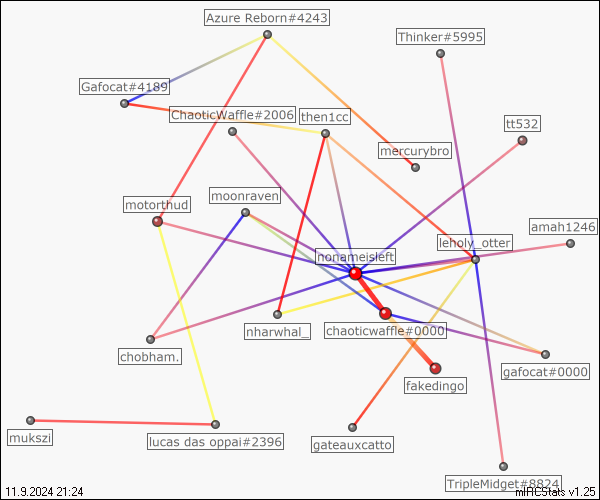 Azure Reborn#4243
Thinker#5995
Gafocat#4189
ChaoticWaffle#2006
then1cc
tt532
mercurybro
moonraven
motorthud
amah1246
leholy_otter
nonameisleft
nharwhal_
chaoticwaffle#0000
chobham.
gafocat#0000
fakedingo
mukszi
lucas das oppai#2396
gateauxcatto
TripleMidget#8824
11.9.2024 21:24
mIRCStats v1.25